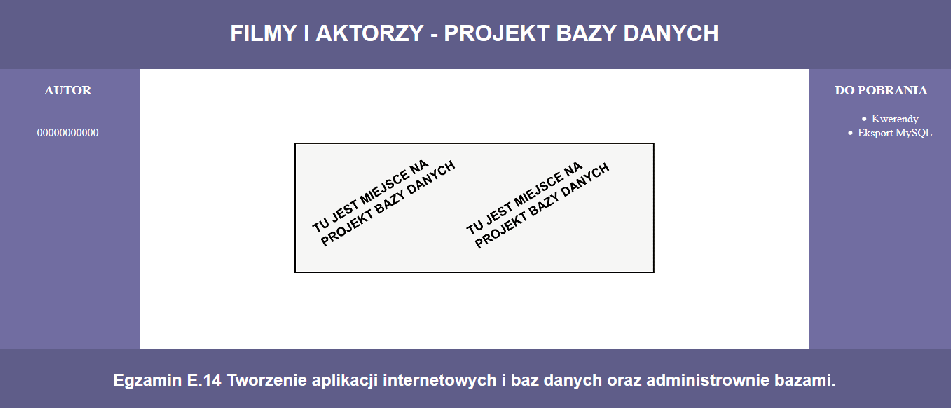 FILMY I AKTORZY - PROJEKT BAZY DANYCH
AUTOR
00000000000
TU JEST MIEJSCE NA
PROJEKT BAZY DANYCH
TU JEST MIEJSCE NA
PROJEKT BAZY DANYCH
DO POBRANIA
• Kwerendy
• Eksport MySQL
Egzamin E.14 Tworzenie aplikacji internetowych i baz danych oraz administrownie bazami.